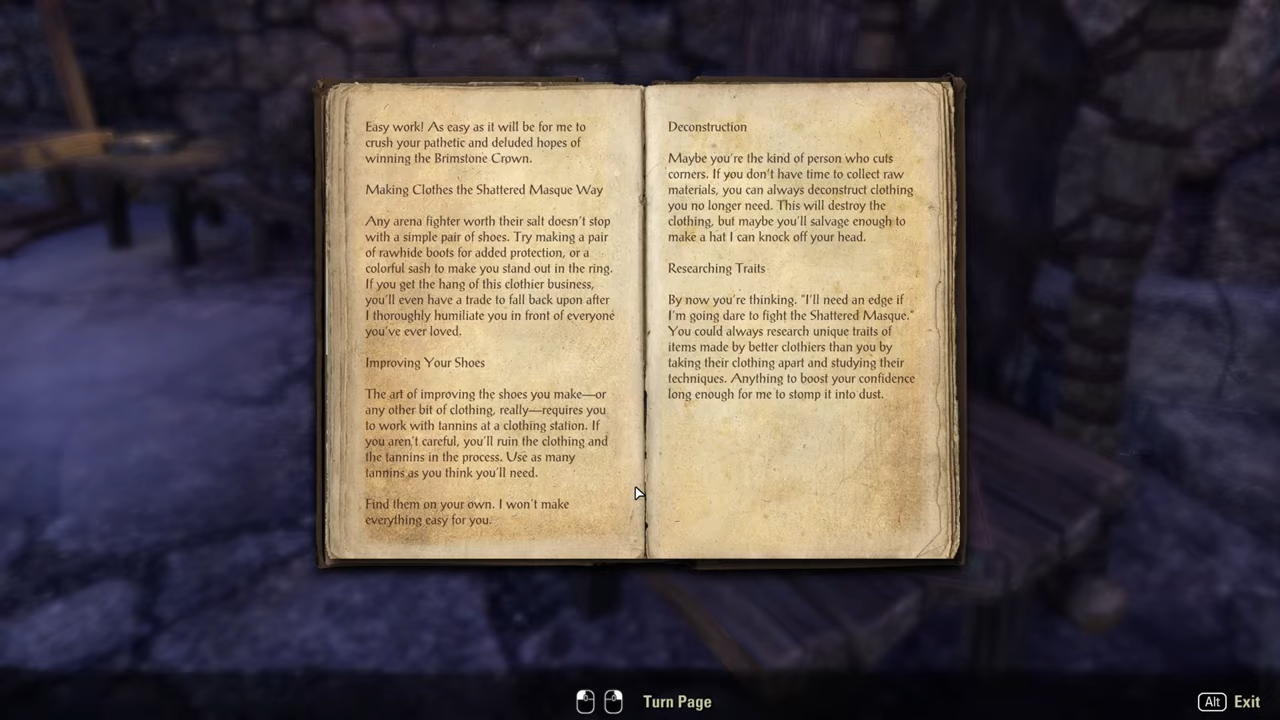 Easy work! As easy as it will be for me to
crush your pathetic and deluded hopes of
winning the Brimstone Crown.
Making Clothes the Shattered Masque Way
Any arena fighter worth their salt doesn't stop
with a simple pair of shoes. Try making a pair
of rawhide boots for added protection, or a
colorful sash to make you stand out in the ring.
If you get the hang of this clothier business,
you'll even have a trade to fall back upon after
I thoroughly humiliate you in front of everyone
you've ever loved.
Improving Your Shoes
The art of improving the shoes you make—or
any other bit of clothing, really—requires you
to work with tannins at a clothing station. If
you aren't careful, you'll ruin the clothing and
the tannins in the process. Use as many
tannins as you think you'll need.
Find them on your own. I won't make
everything easy for you.
Deconstruction
Maybe you're the kind of person who cuts
corners. If you don't have time to collect raw
materials, you can always deconstruct clothing
you no longer need. This will destroy the
clothing, but maybe you'll salvage enough to
make a hat I can knock off your head.
Researching Traits
By now you're thinking. "I'll need an edge if
I'm going dare to fight the Shattered Masque."
You could always research unique traits of
items made by better clothiers than you by
taking their clothing apart and studying their
techniques. Anything to boost your confidence
long enough for me to stomp it into dust.
Turn Page
Alt Exit